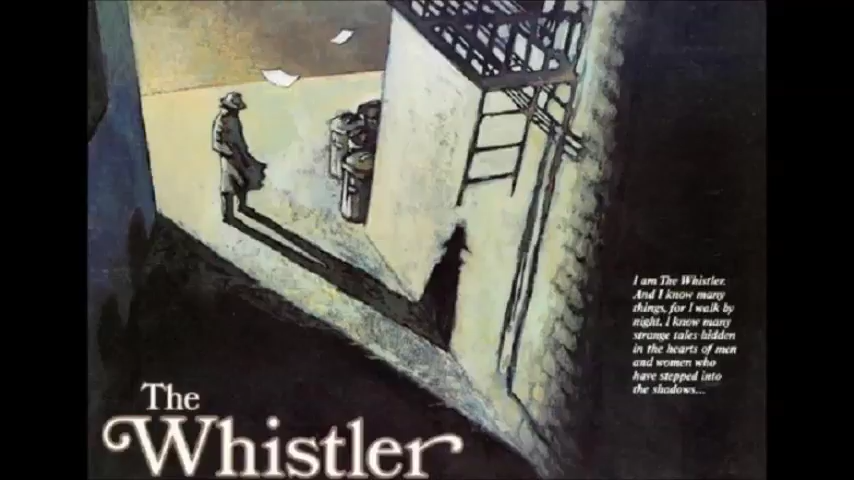 I am The Whistler.
And I know many
things, for I walk by
night. I know many
strange tales hidden
in the hearts of men
and women who
have stepped into
the shadows...
The
Whistler